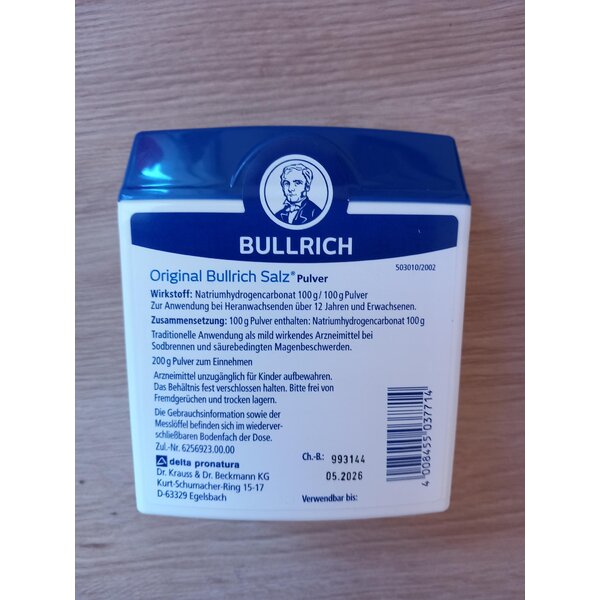 BULLRICH
Original Bullrich Salz® Pulver
503010/2002
Wirkstoff: Natriumhydrogencarbonat 100 g / 100 g Pulver
Zur Anwendung bei Heranwachsenden über 12 Jahren und Erwachsenen.
Zusammensetzung: 100 g Pulver enthalten: Natriumhydrogencarbonat 100 g
Traditionelle Anwendung als mild wirkendes Arzneimittel bei
Sodbrennen und säurebedingten Magenbeschwerden.
200 g Pulver zum Einnehmen
Arzneimittel unzugänglich für Kinder aufbewahren.
Das Behältnis fest verschlossen halten. Bitte frei von
Fremdgerüchen und trocken lagern.
Die Gebrauchsinformation sowie der
Messlöffel befinden sich im wiederver-
schließbaren Bodenfach der Dose.
Zul.-Nr. 6256923.00.00
delta pronatura
Dr. Krauss & Dr. Beckmann KG
Kurt-Schumacher-Ring 15-17
D-63329 Egelsbach
Ch.-B.: 993144
05.2026
Verwendbar bis:
4 008455 037714